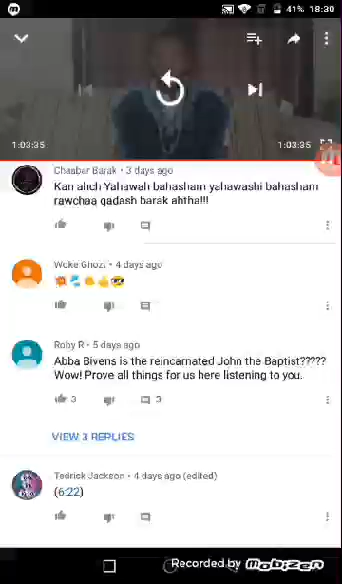 41% 18:30
1:03:35 1:03:35
Chaabar Barak • 3 days ago
Kan ahch Yahawah bahasham yahawashi bahasham
rawchaa qadash barak ahtha!!!
Woke Ghozt • 4 days ago
Roby R • 5 days ago
Abba Bivens is the reincarnated John the Baptist?????
Wow! Prove all things for us here listening to you.
3 3
VIEW 3 REPLIES
Tedrick Jackson • 4 days ago (edited)
(6:22)
Recorded by Mobizen